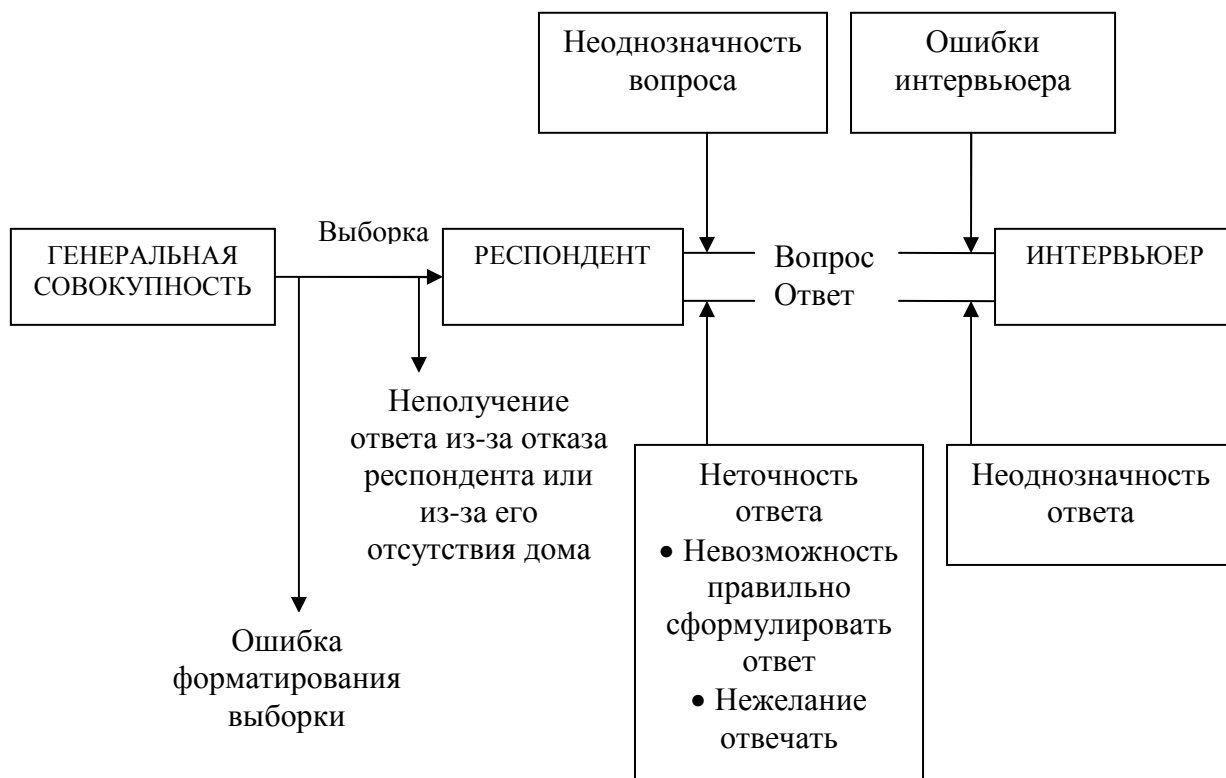 Неоднозначность
вопроса
Ошибки
интервьюера
ГЕНЕРАЛЬНАЯ
СОВОКУПНОСТЬ
Выборка
РЕСПОНДЕНТ
Вопрос
Ответ
ИНТЕРВЬЮЕР
Неполучение
ответа из-за отказа
респондента или
из-за его
отсутствия дома
Ошибка
форматирования
выборки
Неточность
ответа
• Невозможность
правильно
сформулировать
ответ
• Нежелание
отвечать
Неоднозначность
ответа